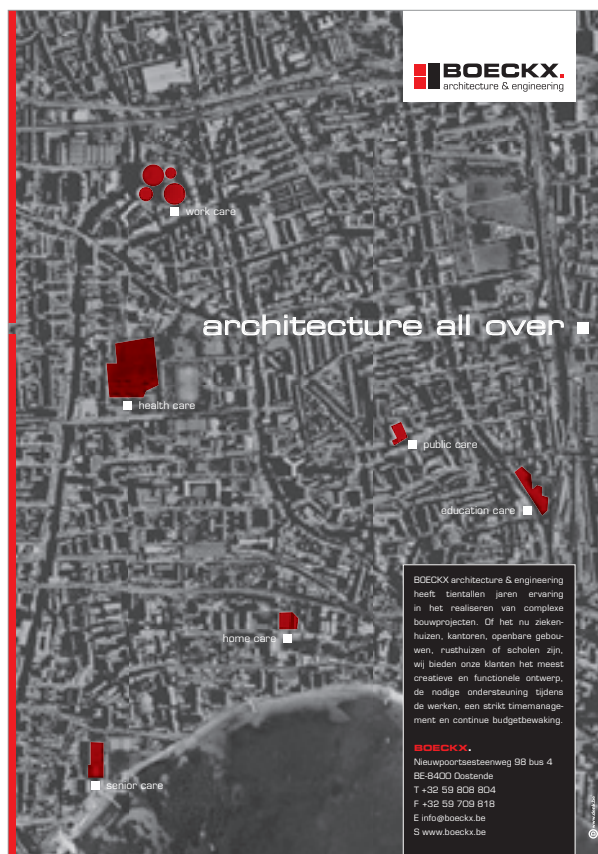 BOECKX.
architecture & engineering
work care
architecture all over
health care
public care
education care
home care
senior care
BOECKX architecture & engineering
heeft tientallen jaren ervaring
in het realiseren van complexe
bouwprojecten. Of het nu zieken-
huizen, kantoren, openbare gebou-
wen, rusthuizen of scholen zijn,
wij bieden onze klanten het meest
creatieve en functionele ontwerp,
de nodige ondersteuning tijdens
de werken, een strikt timemanage-
ment en continue budgetbewaking.
BOECKX.
Nieuwpoortsesteenweg 98 bus 4
BE-8400 Oostende
T +32 59 808 804
F +32 59 709 818
E info@boeckx.be
S www.boeckx.be